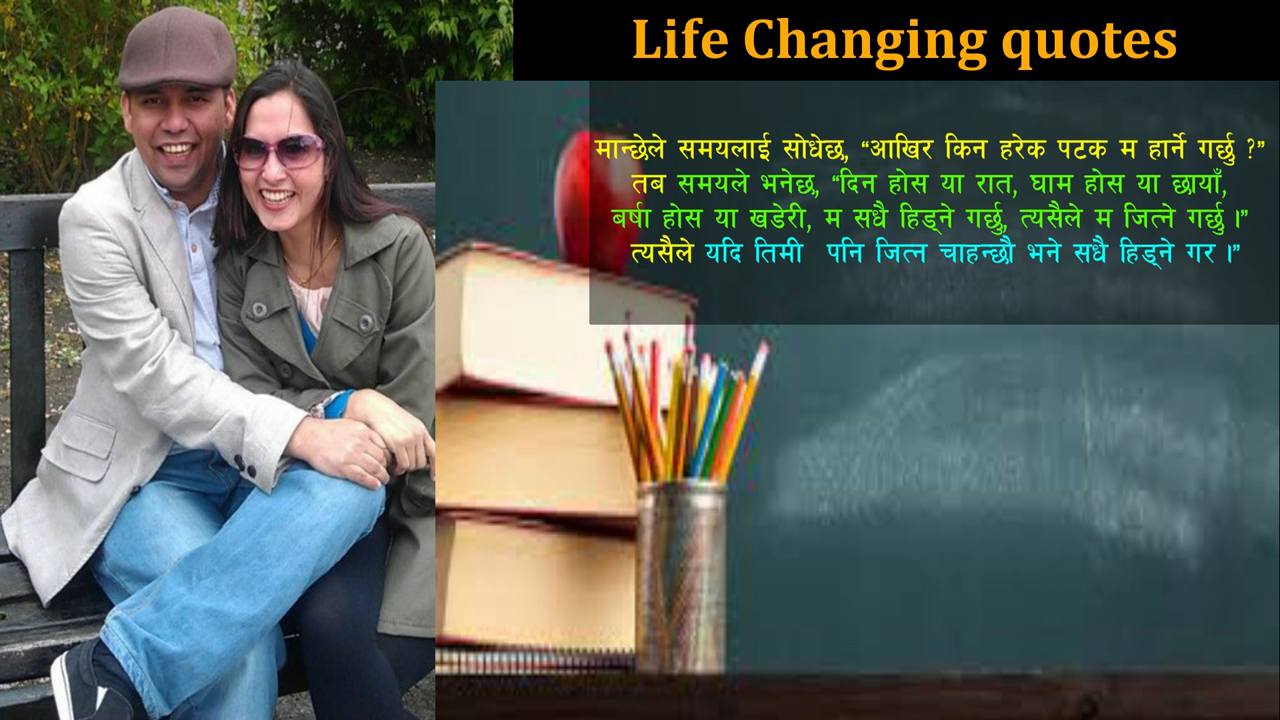 Life Changing quotes
मान्छेले समयलाई सोधेछ, “आखिर किन हरेक पटक म हार्ने गर्छु ?”
तब समयले भनेछ, “दिन होस या रात, घाम होस या छायाँ,
बर्षा होस या खडेरी, म सधै हिड्ने गर्छु, त्यसैले म जित्ने गर्छु ।”
त्यसैले यदि तिमी पनि जित्न चाहन्छौ भने सधै हिड्ने गर ।”